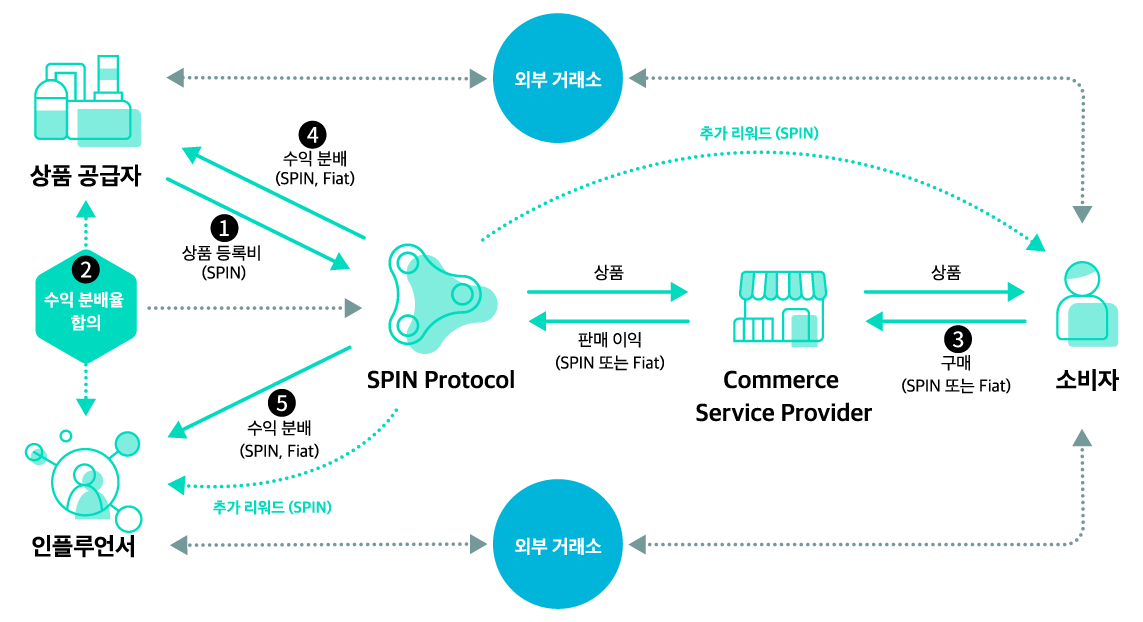 외부 거래소
추가 리워드 (SPIN)
4
수익 분배
(SPIN, Fiat)
상품 공급자
1
상품 등록비
(SPIN)
2
수익 분배율
합의
상품
상품
판매 이익
(SPIN 또는 Fiat)
3
구매
(SPIN 또는 Fiat)
SPIN Protocol
Commerce
Service Provider
소비자
5
수익 분배
(SPIN, Fiat)
추가 리워드 (SPIN)
인플루언서
외부 거래소